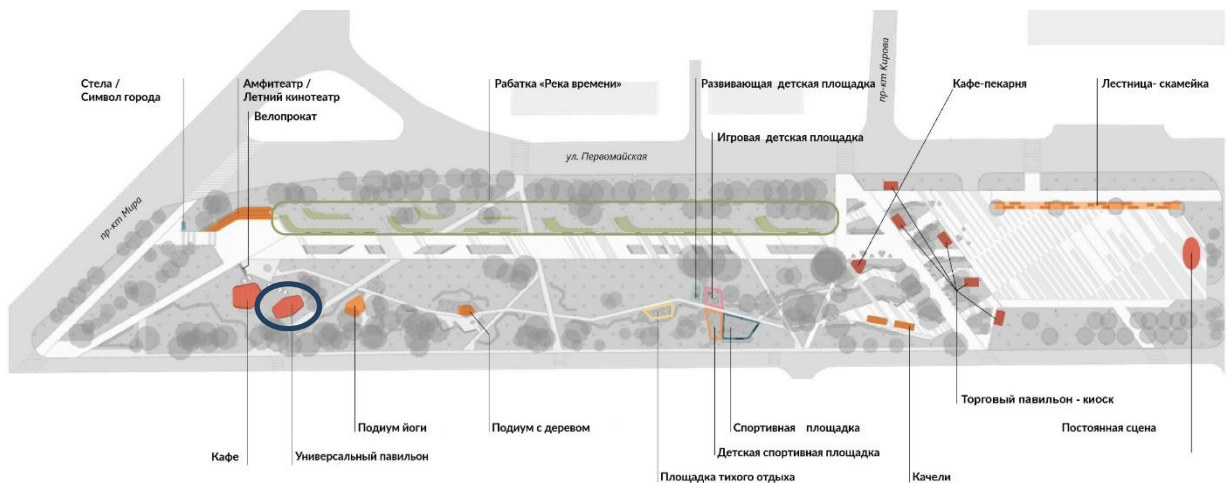 Стела /
Символ города
Амфитеатр /
Летний кинотеатр
Велопрокат
Рабатка «Река времени»
Развивающая детская площадка
Игровая детская площадка
пр-кт Кирова
Кафе-пекарня
Лестница- скамейка
ул. Первомайская
пр-кт Мира
Торговый павильон - киоск
Подиум йоги
Подиум с деревом
Спортивная площадка
Постоянная сцена
Кафе
Универсальный павильон
Детская спортивная площадка
Площадка тихого отдыха
Качели